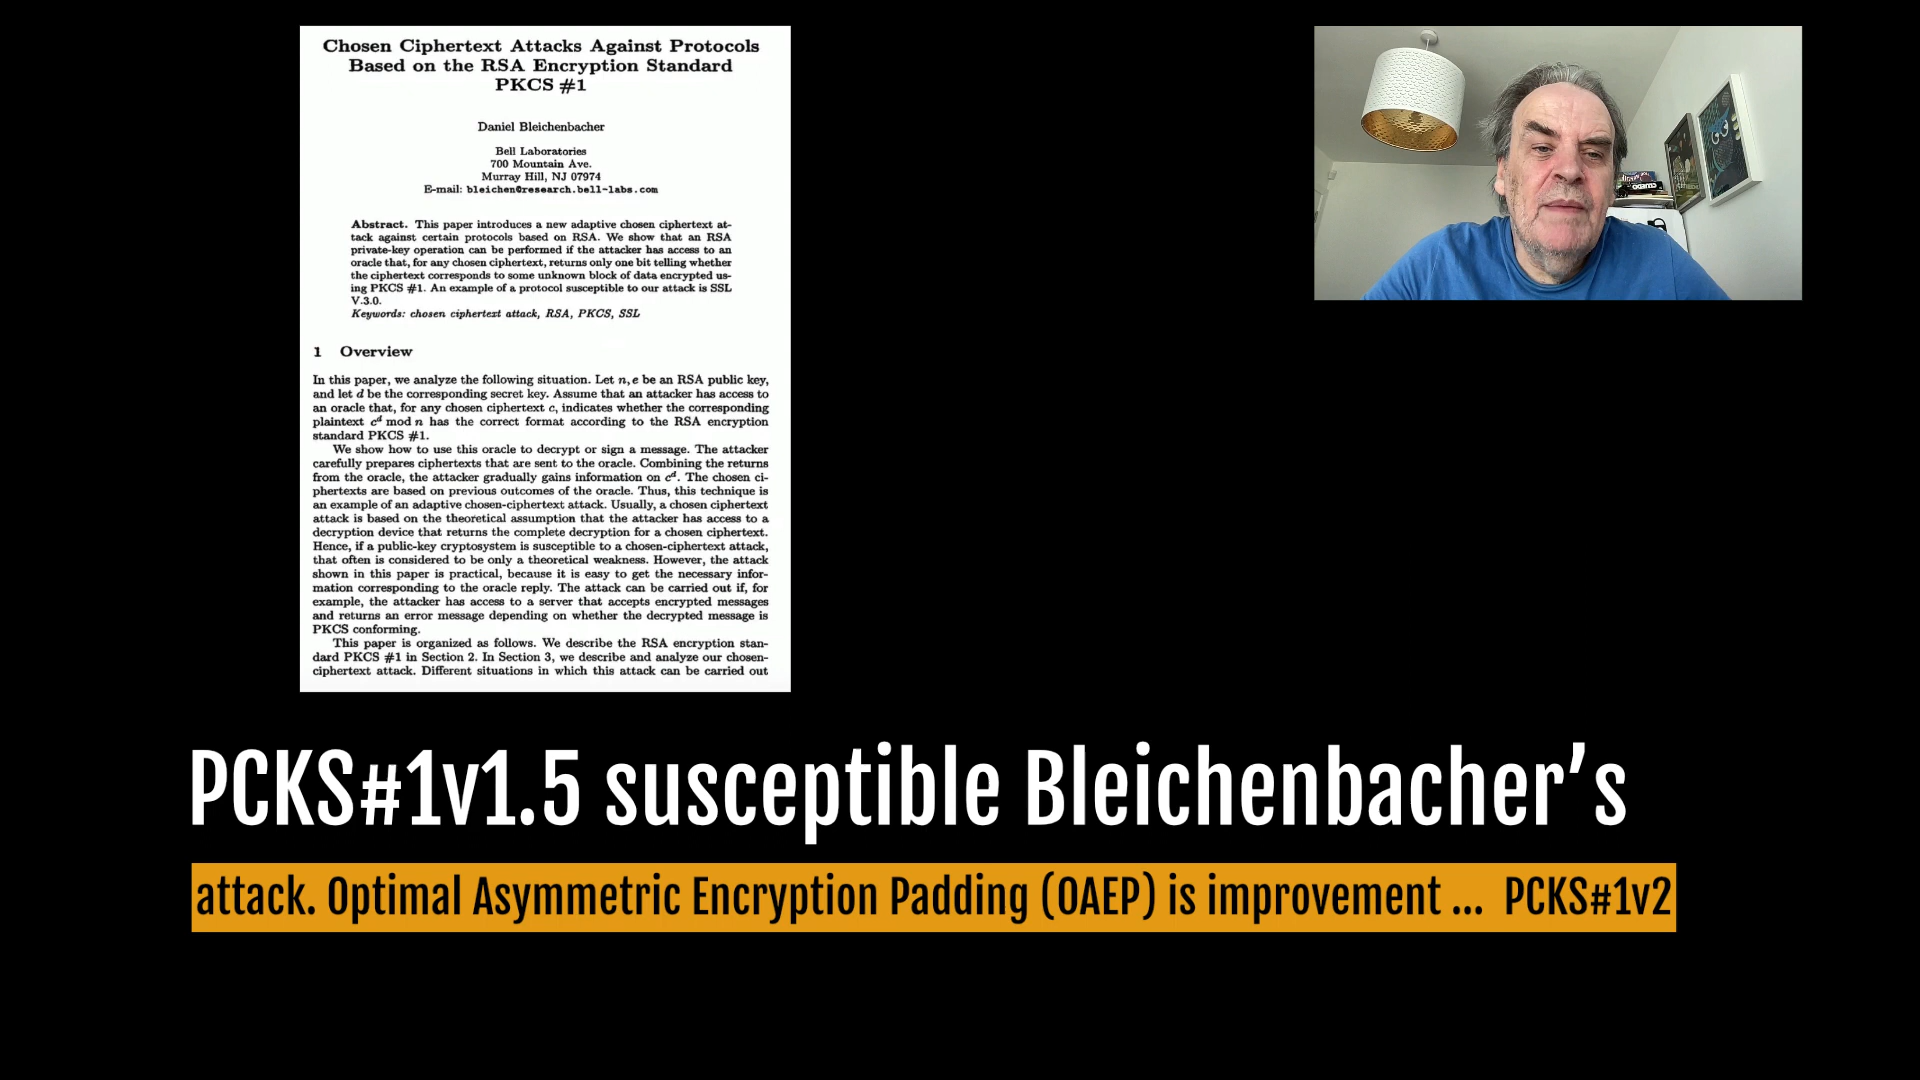 Chosen Ciphertext Attacks Against Protocols
Based on the RSA Encryption Standard
PKCS #1
Daniel Bleichenbacher
Bell Laboratories
700 Mountain Ave.
Murray Hill, NJ 07974
E-mail: bleichen@research.bell-labs.com
Abstract. This paper introduces a new adaptive chosen ciphertext at-
tack against certain protocols based on RSA. We show that an RSA
private-key operation can be performed if the attacker has access to an
oracle that, for any chosen ciphertext, returns only one bit telling whether
the ciphertext corresponds to some unknown block of data encrypted us-
ing PKCS #1. An example of a protocol susceptible to our attack is SSL
V.3.0.
Keywords: chosen ciphertext attack, RSA, PKCS, SSL
1 Overview
In this paper, we analyze the following situation. Let n, e be an RSA public key,
and let d be the corresponding secret key. Assume that an attacker has access to
an oracle that, for any chosen ciphertext c, indicates whether the corresponding
plaintext c^d mod n has the correct format according to the RSA encryption
standard PKCS #1.
We show how to use this oracle to decrypt or sign a message. The attacker
carefully prepares ciphertexts that are sent to the oracle. Combining the returns
from the oracle, the attacker gradually gains information on c^d. The chosen ci-
phertexts are based on previous outcomes of the oracle. Thus, this technique is
an example of an adaptive chosen-ciphertext attack. Usually, a chosen ciphertext
attack is based on the theoretical assumption that the attacker has access to a
decryption device that returns the complete decryption for a chosen ciphertext.
Hence, if a public-key cryptosystem is susceptible to a chosen-ciphertext attack,
that often is considered to be only a theoretical weakness. However, the attack
shown in this paper is practical, because it is easy to get the necessary infor-
mation corresponding to the oracle reply. The attack can be carried out if, for
example, the attacker has access to a server that accepts encrypted messages
and returns an error message depending on whether the decrypted message is
PKCS conforming.
This paper is organized as follows. We describe the RSA encryption stan-
dard PKCS #1 in Section 2. In Section 3, we describe and analyze our chosen-
ciphertext attack. Different situations in which this attack can be carried out
PCKS#1v1.5 susceptible Bleichenbacher’s
attack. Optimal Asymmetric Encryption Padding (OAEP) is improvement ... PCKS#1v2